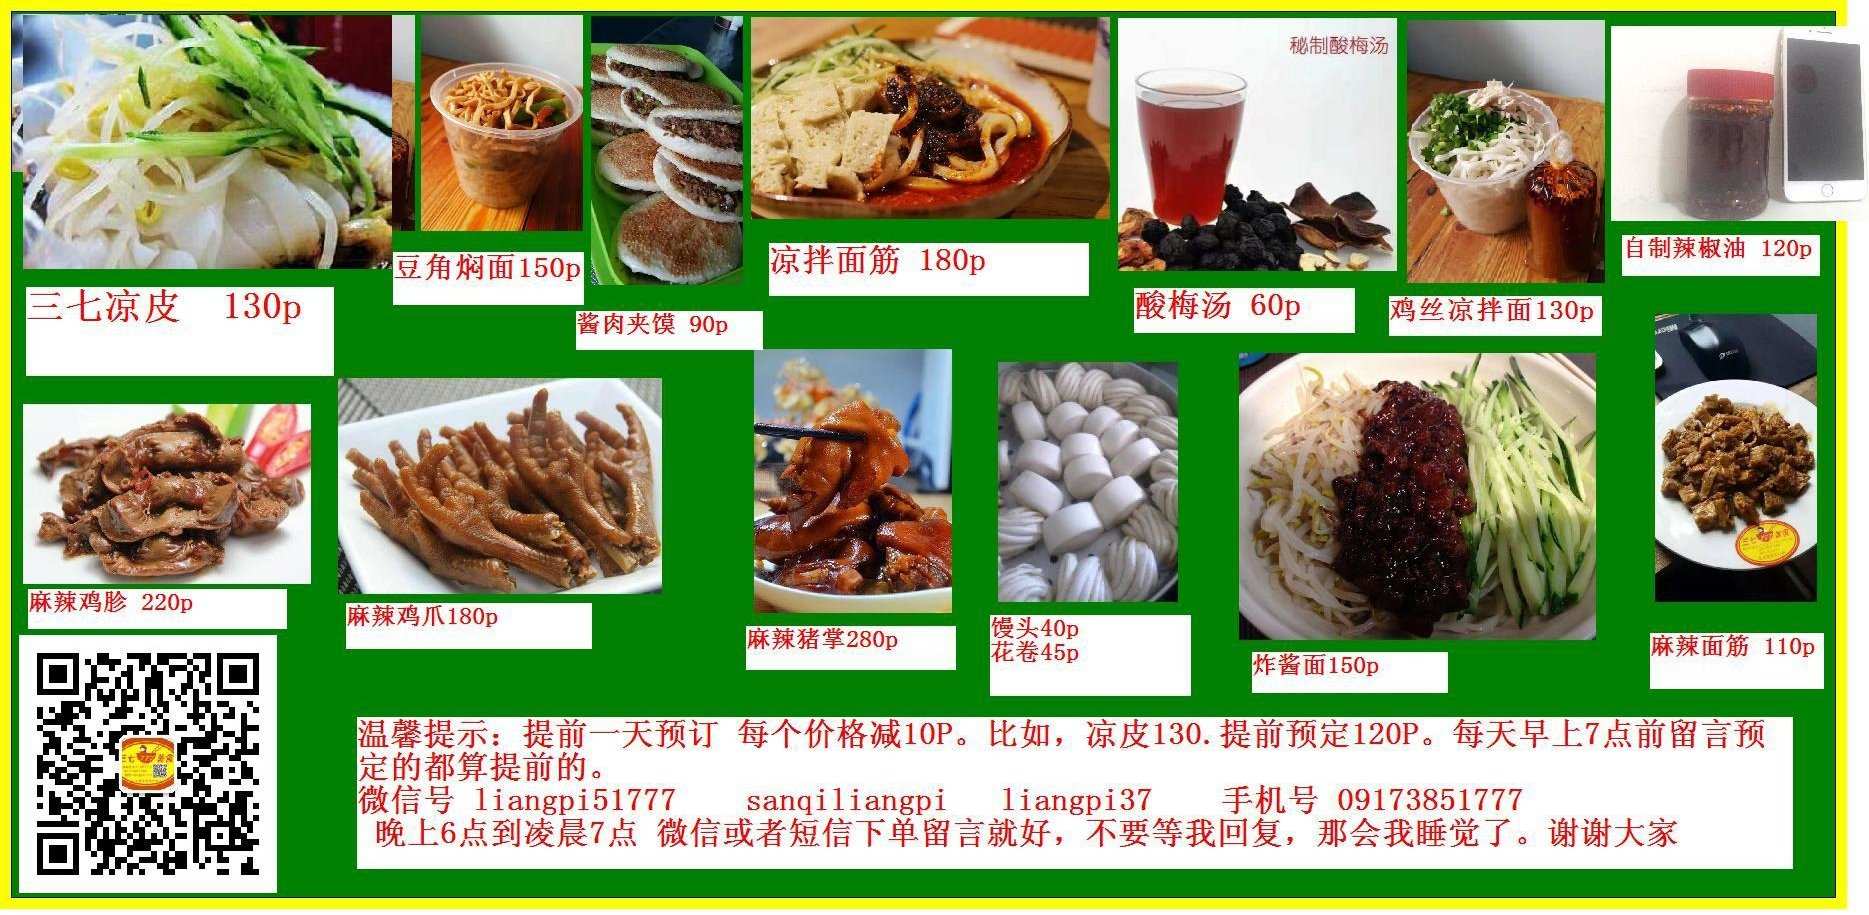 秘制酸梅汤
三七凉皮 130p
豆角焖面150p
酱肉夹馍 90p
凉拌面筋 180p
酸梅汤 60p
鸡丝凉拌面130p
自制辣椒油 120p
麻辣鸡胗 220p
麻辣鸡爪180p
麻辣猪掌280p
馒头40p
花卷45p
炸酱面150p
麻辣面筋 110p
温馨提示：提前一天预订 每个价格减10P。比如，凉皮130.提前预定120P。每天早上7点前留言预
定的都算提前的。
微信号 liangpi51777 sanqiliangpi liangpi37 手机号 09173851777
晚上6点到凌晨7点 微信或者短信下单留言就好，不要等我回复，那会我睡觉了。谢谢大家